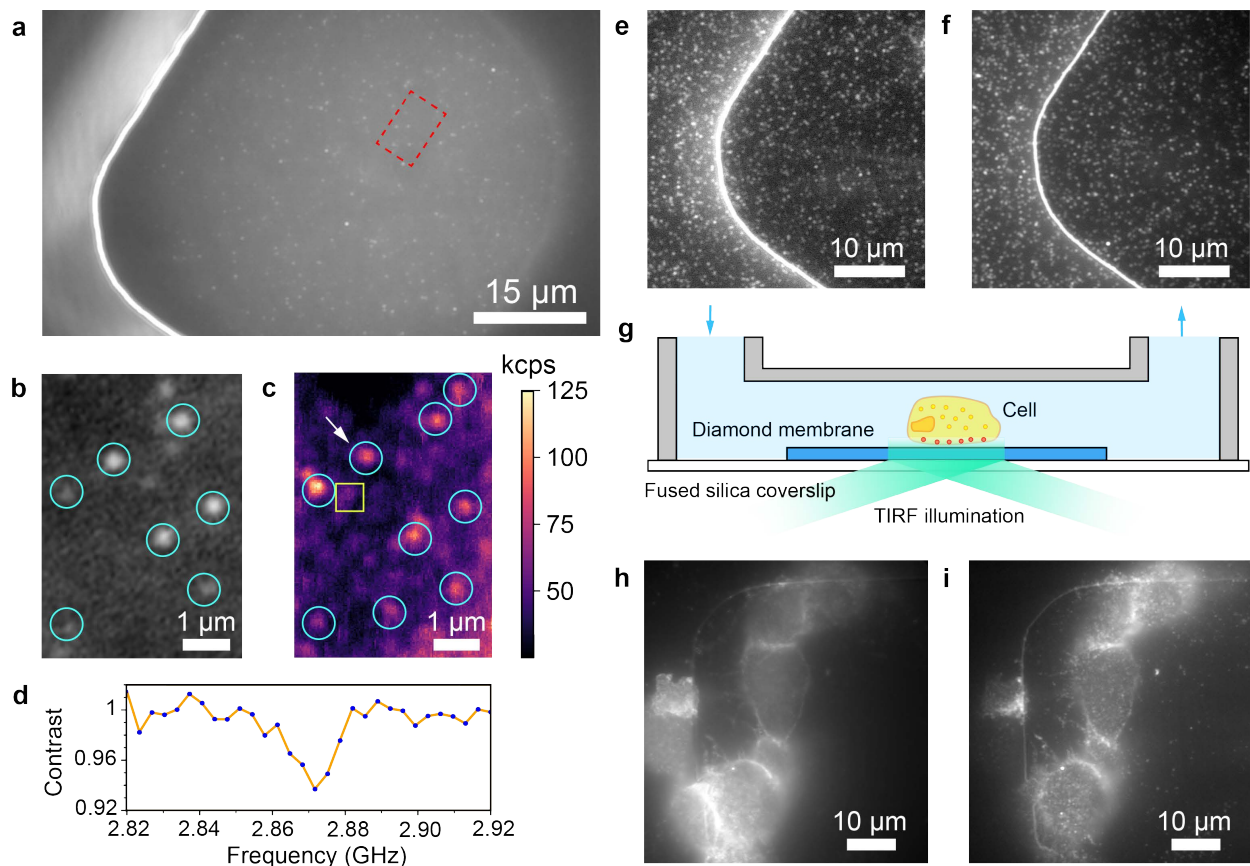 a
15 µm
e
10 µm
f
10 µm
b
1 µm
c
1 µm
kcps
125
100
75
50
d
Contrast
1
0.96
0.92
2.82
2.84
2.86
2.88
2.90
2.92
Frequency (GHz)
g
Cell
Diamond membrane
Fused silica coverslip
TIRF illumination
h
10 µm
i
10 µm